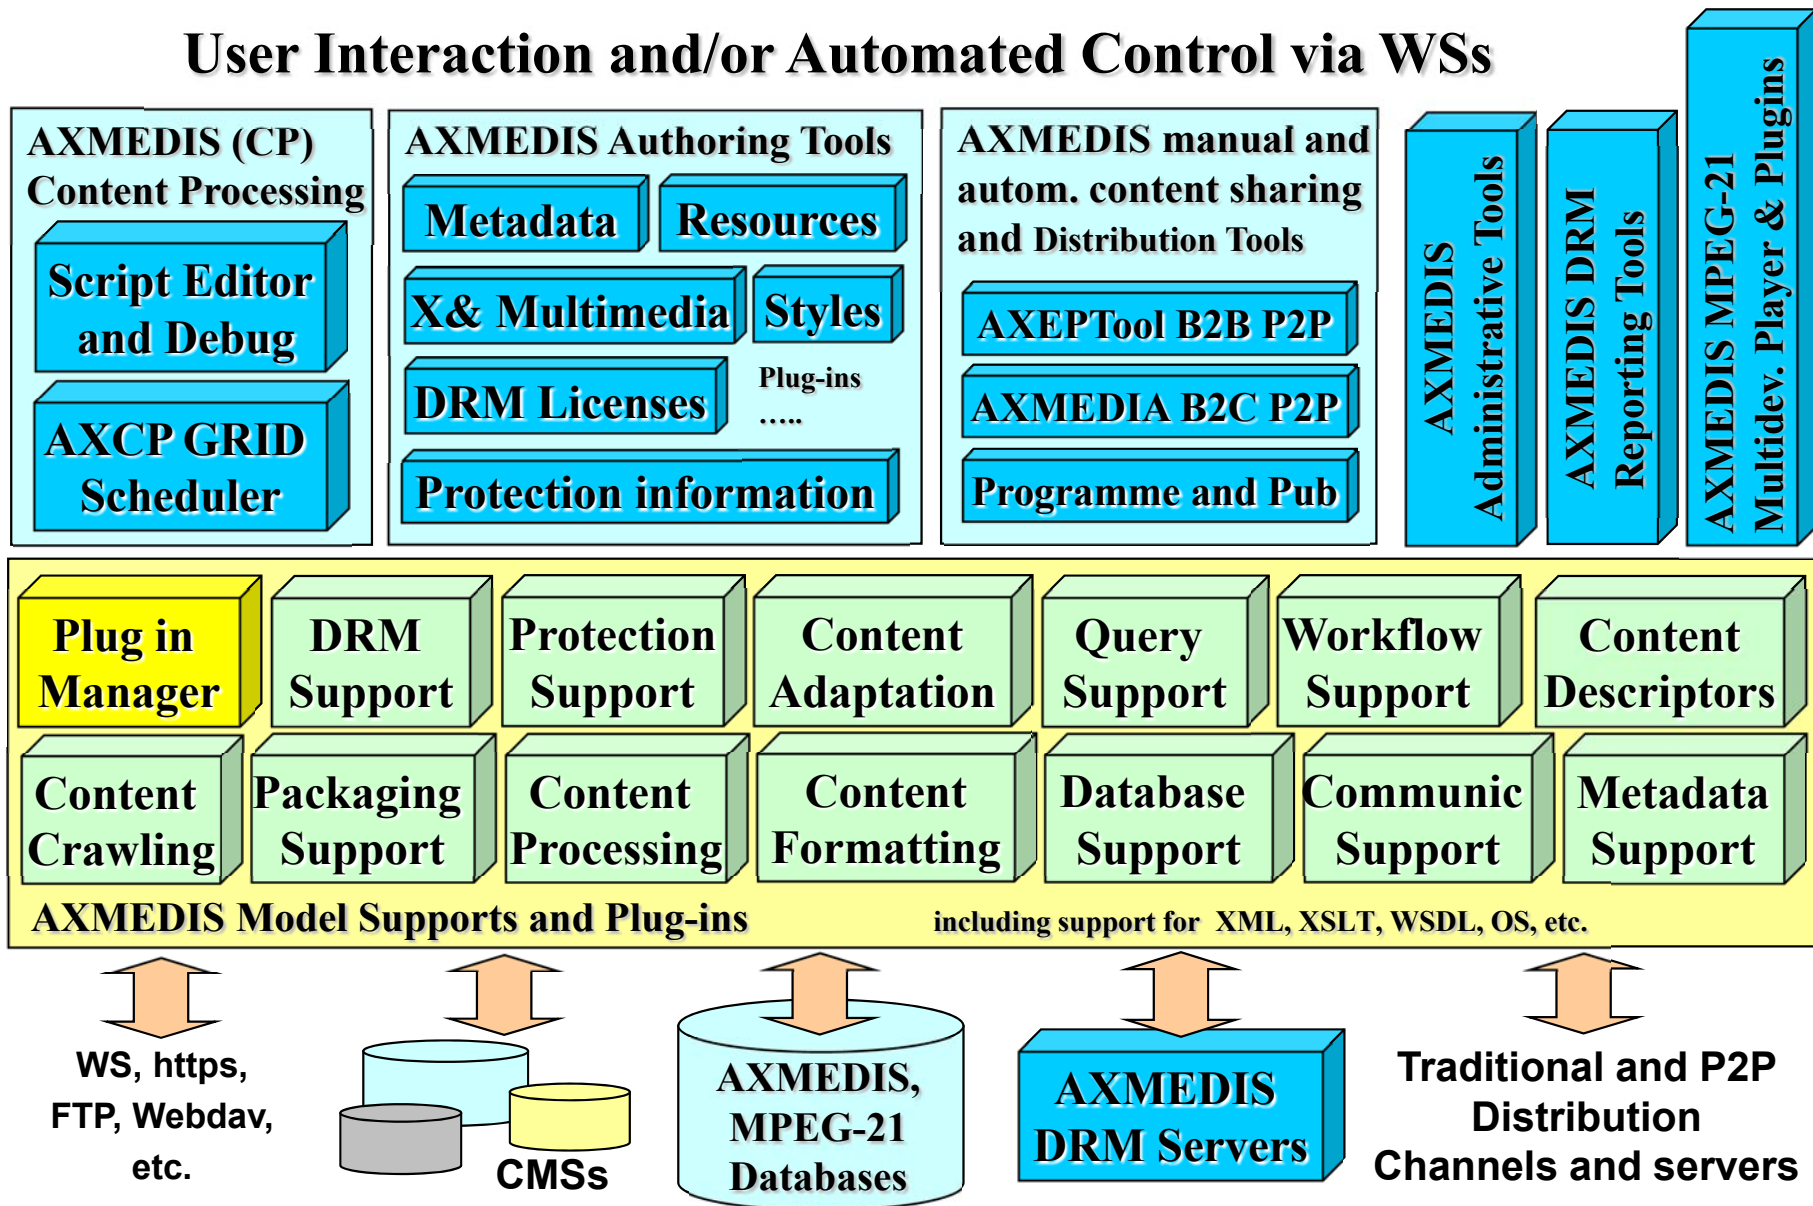 User Interaction and/or Automated Control via WSs
AXMEDIS (CP)
Content Processing
Script Editor
and Debug
AXCP GRID
Scheduler
AXMEDIS Authoring Tools
Metadata
Resources
X& Multimedia
Styles
DRM Licenses
Plug-ins
.....
Protection information
AXMEDIS manual and
autom. content sharing
and Distribution Tools
AXEPTool B2B P2P
AXMEDIA B2C P2P
Programme and Pub
AXMEDIS
Administrative Tools
AXMEDIS DRM
Reporting Tools
AXMEDIS MPEG-21
Multidev. Player & Plugins
Plug in
Manager
DRM
Support
Protection
Support
Content
Adaptation
Query
Support
Workflow
Support
Content
Descriptors
Content
Crawling
Packaging
Support
Content
Processing
Content
Formatting
Database
Support
Communic
Support
Metadata
Support
AXMEDIS Model Supports and Plug-ins
including support for XML, XSLT, WSDL, OS, etc.
WS, https,
FTP, Webdav,
etc.
CMSs
AXMEDIS,
MPEG-21
Databases
AXMEDIS
DRM Servers
Traditional and P2P
Distribution
Channels and servers